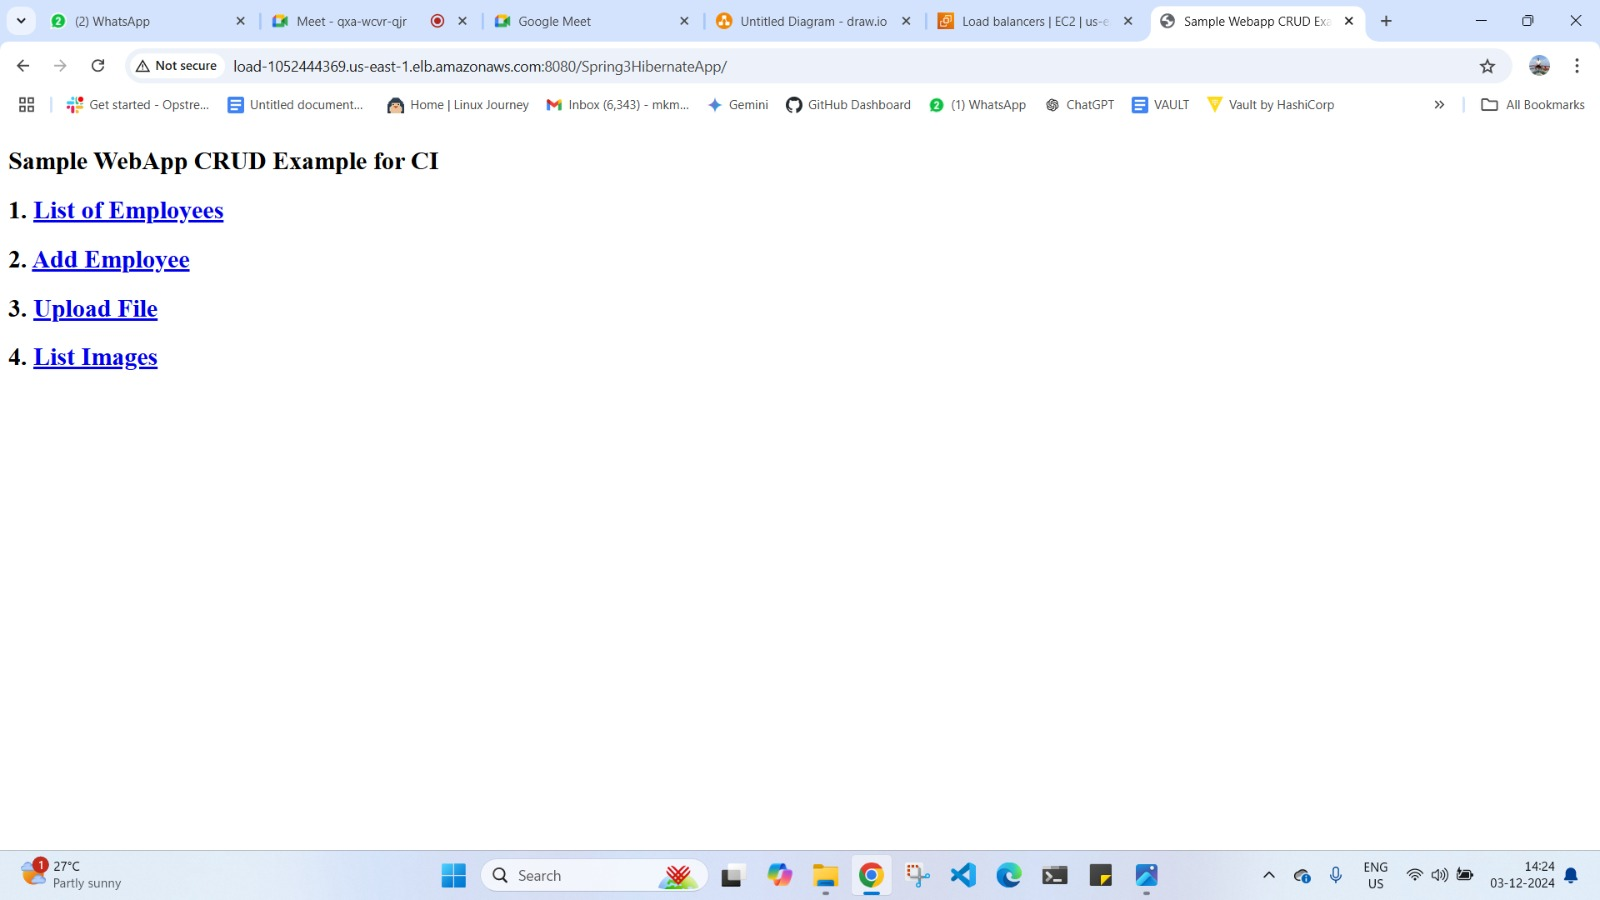 (2) WhatsApp
Meet - qxa-wcvr-qjr
Google Meet
Untitled Diagram - draw.io
Load balancers | EC2 | us-e
Sample Webapp CRUD Exa
Not secure
load-1052444369.us-east-1.elb.amazonaws.com:8080/Spring3HibernateApp/
Get started - Opstre...
Untitled document...
Home | Linux Journey
Inbox (6,343) - mkm...
Gemini
GitHub Dashboard
(1) WhatsApp
ChatGPT
VAULT
Vault by HashiCorp
All Bookmarks
Sample WebApp CRUD Example for CI
1. List of Employees
2. Add Employee
3. Upload File
4. List Images
1
27°C
Partly sunny
Search
ENG
US
14:24
03-12-2024